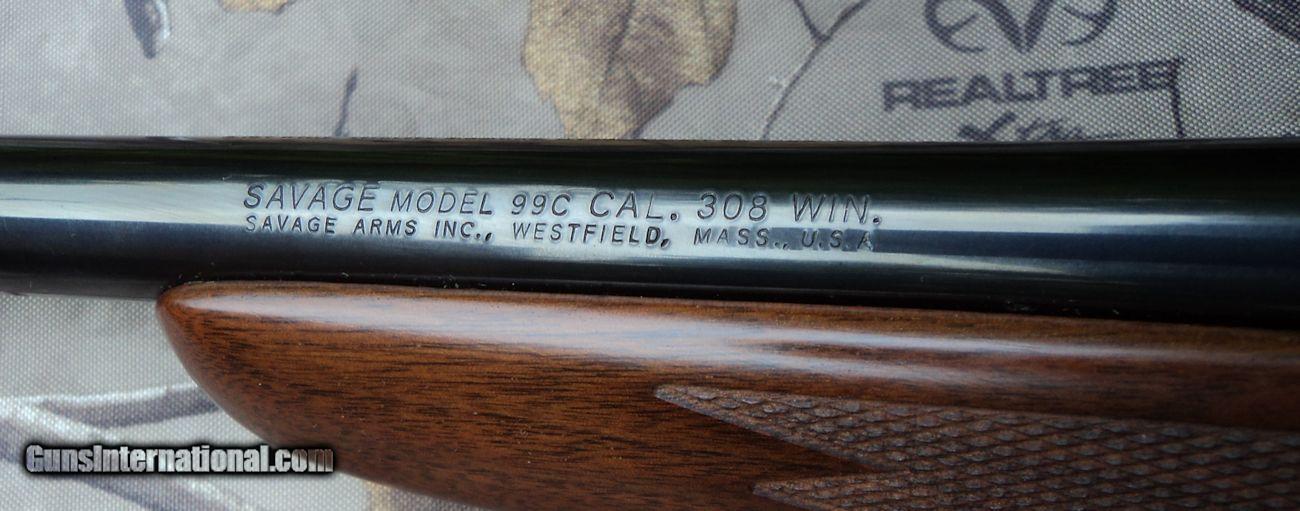 REALTREE
SAVAGE MODEL 99C CAL. 308 WIN.
SAVAGE ARMS INC., WESTFIELD, MASS., U.S.A
GunsInternational.com